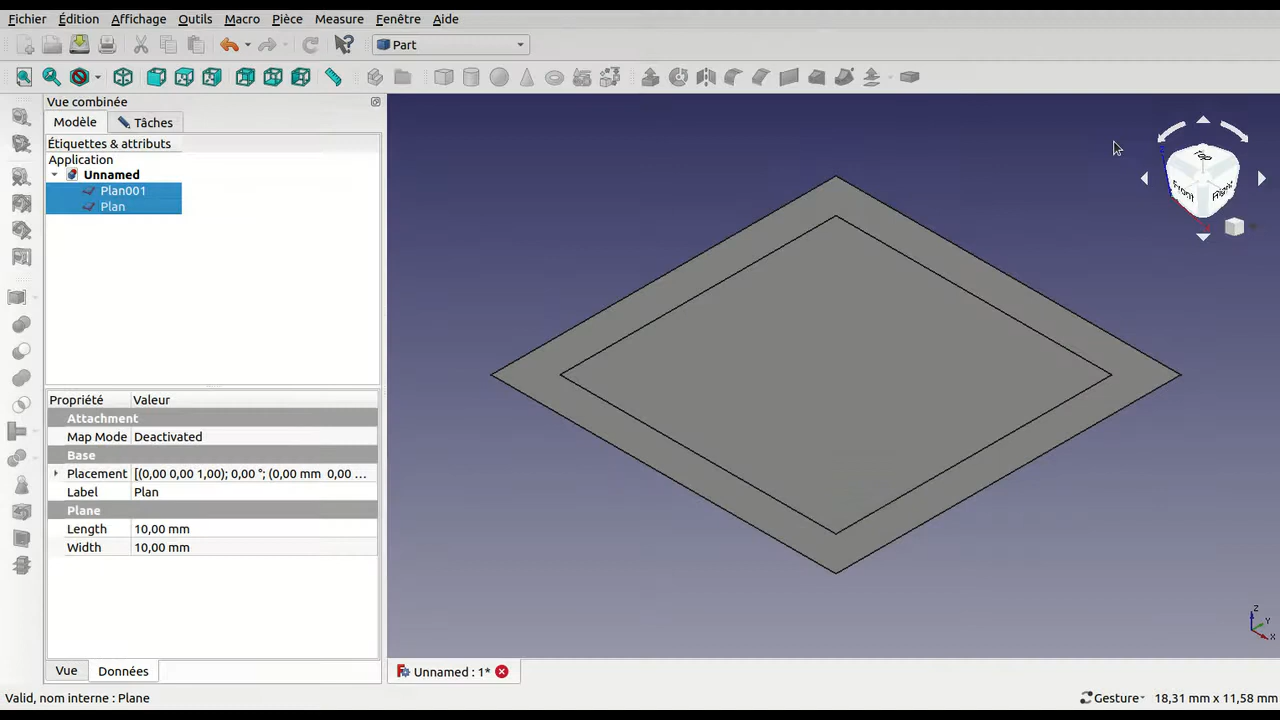 Fichier Édition Affichage Outils Macro Pièce Measure Fenêtre Aide
Part
Vue combinée
Modèle Tâches
Étiquettes & attributs
Application
Unnamed
Plan001
Plan
Propriété Valeur
Attachment
Map Mode Deactivated
Base
Placement [(0,00 0,00 1,00); 0,00 °; (0,00 mm 0,00 ...
Label Plan
Plane
Length 10,00 mm
Width 10,00 mm
Vue Données
Top
Front
Z
Y
X
Unnamed : 1*
Valid, nom interne : Plane
Gesture 18,31 mm x 11,58 mm